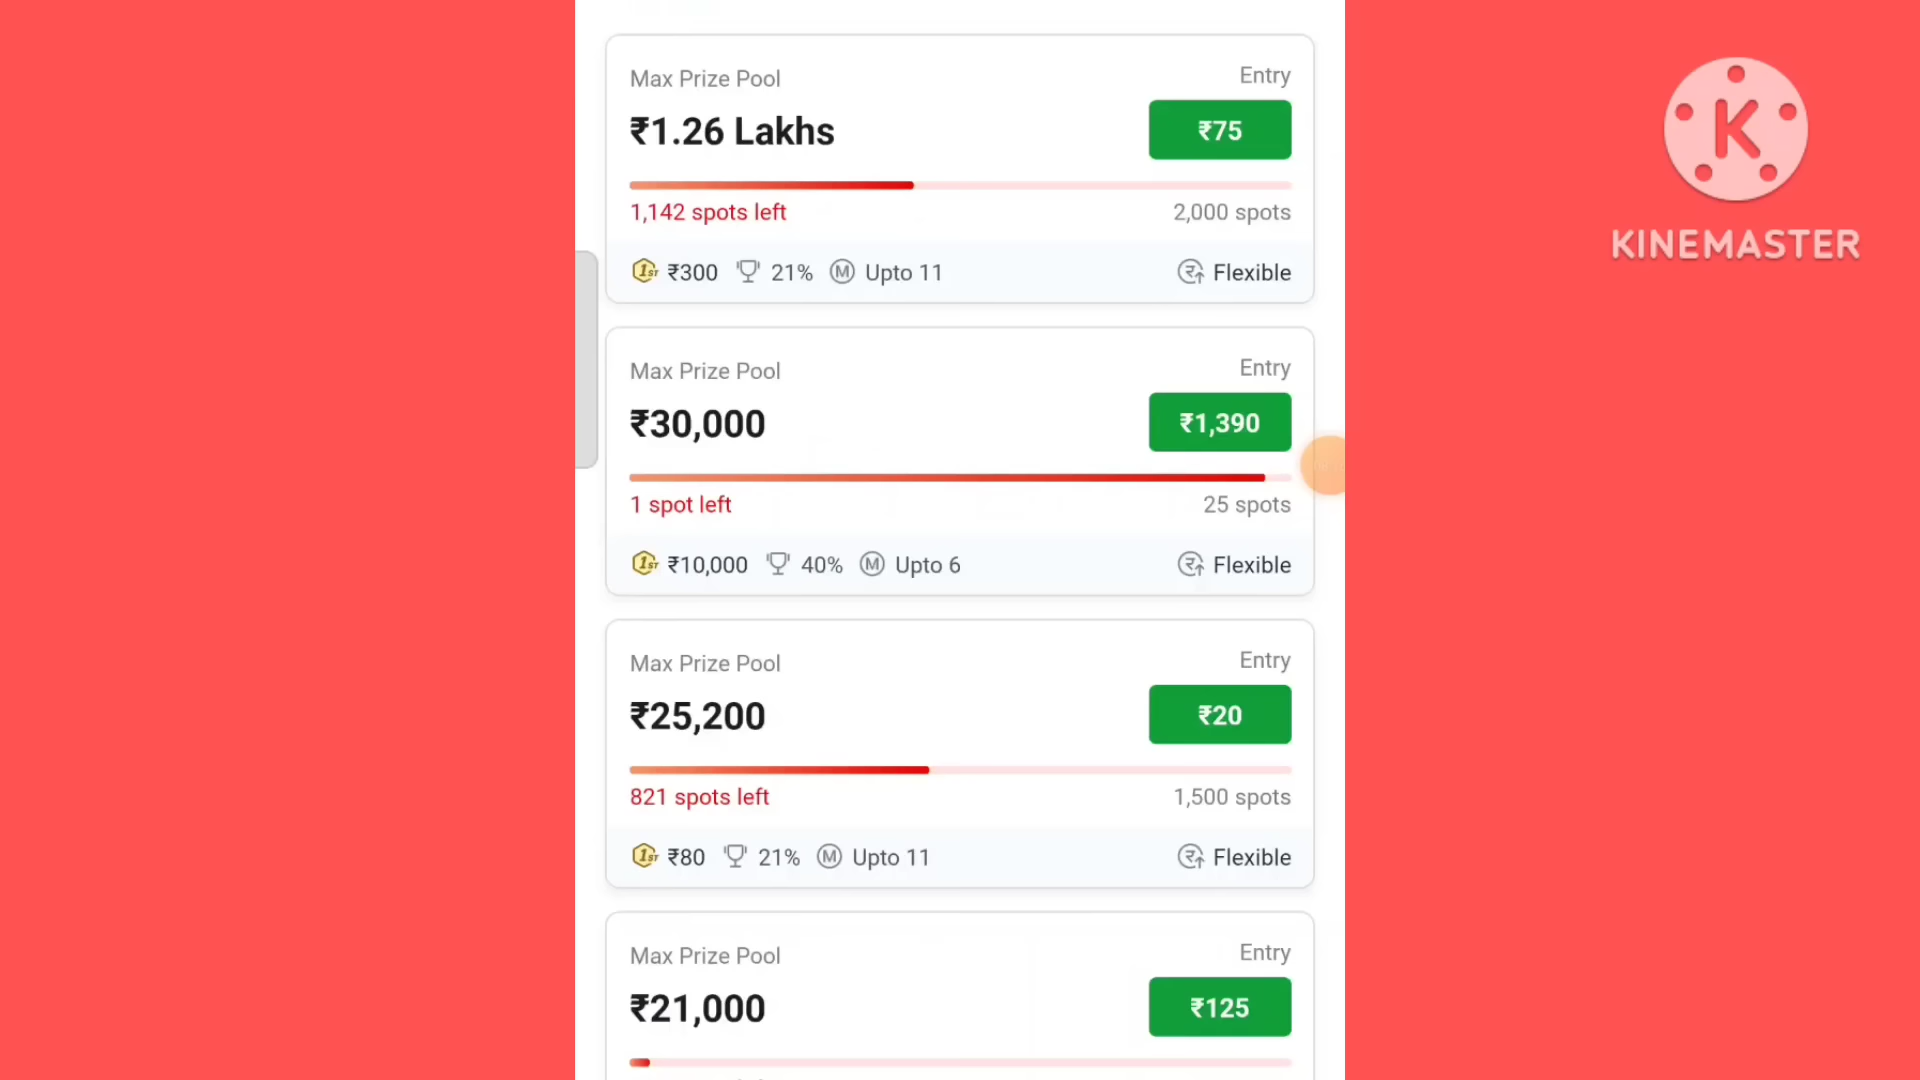 Max Prize Pool
Entry
₹1.26 Lakhs
₹75
1,142 spots left
2,000 spots
1ST ₹300 21% M Upto 11
Flexible
Max Prize Pool
Entry
₹30,000
₹1,390
1 spot left
25 spots
1ST ₹10,000 40% M Upto 6
Flexible
Max Prize Pool
Entry
₹25,200
₹20
821 spots left
1,500 spots
1ST ₹80 21% M Upto 11
Flexible
Max Prize Pool
Entry
₹21,000
₹125
K
KINEMASTER